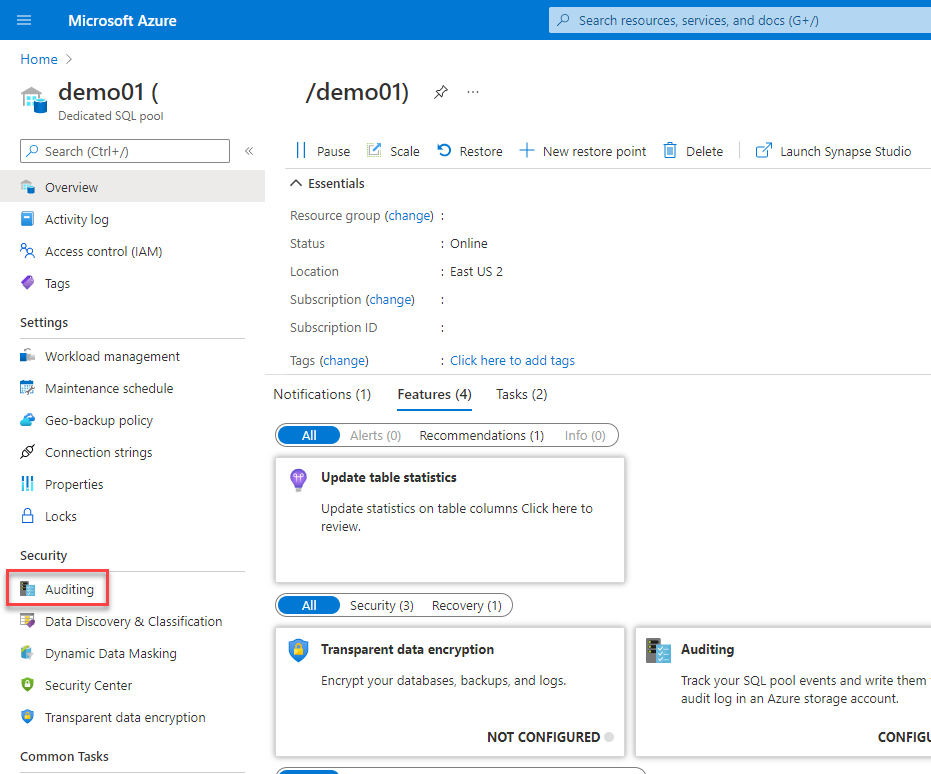 Microsoft Azure
Search resources, services, and docs (G+/)
Home >
demo01 ( /demo01) ...
Dedicated SQL pool
Search (Ctrl+/) «
Overview
Activity log
Access control (IAM)
Tags
Settings
Workload management
Maintenance schedule
Geo-backup policy
Connection strings
Properties
Locks
Security
Auditing
Data Discovery & Classification
Dynamic Data Masking
Security Center
Transparent data encryption
Common Tasks
Pause Scale Restore New restore point Delete Launch Synapse Studio
Essentials
Resource group (change) :
Status : Online
Location : East US 2
Subscription (change) :
Subscription ID :
Tags (change) : Click here to add tags
Notifications (1) Features (4) Tasks (2)
All Alerts (0) Recommendations (1) Info (0)
Update table statistics
Update statistics on table columns Click here to
review.
All Security (3) Recovery (1)
Transparent data encryption
Encrypt your databases, backups, and logs.
NOT CONFIGURED
Auditing
Track your SQL pool events and write them
audit log in an Azure storage account.
CONFIGU